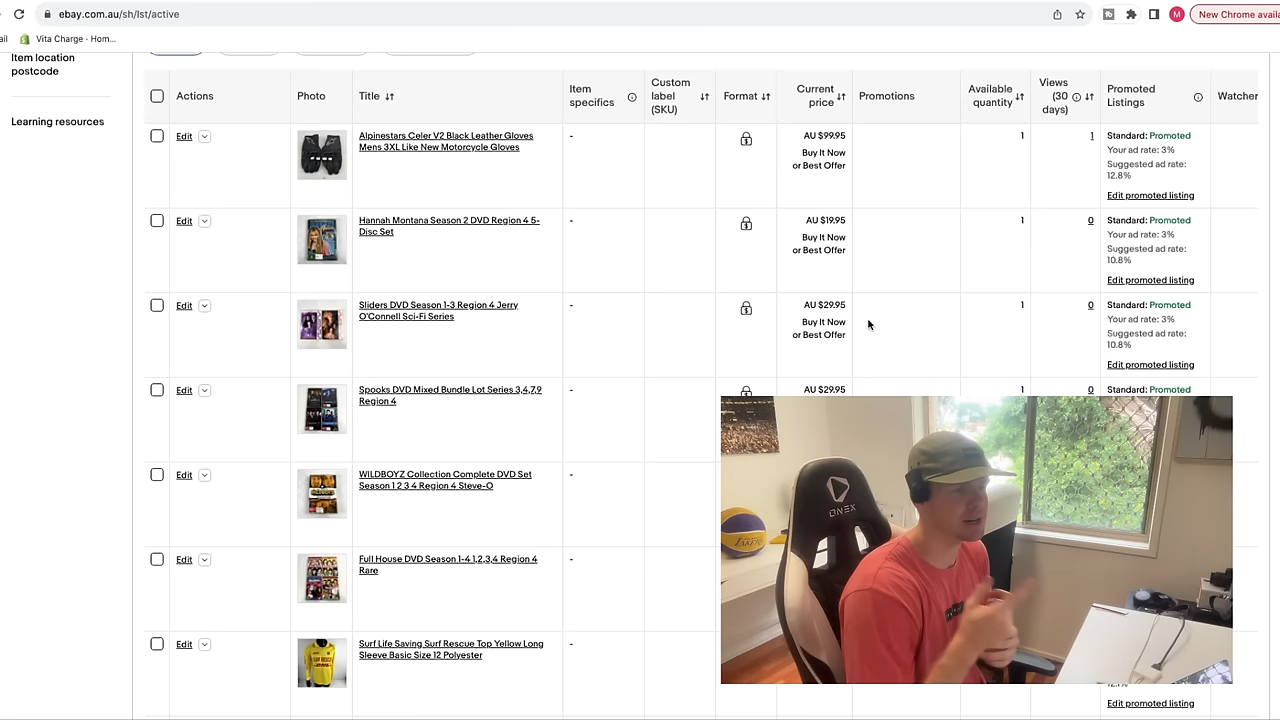 ebay.com.au/sh/lst/active
M
New Chrome availa
ail
Vita Charge - Hom...
Item location
postcode
Learning resources
Actions
Photo
Title
Item
specifics
Custom
label
(SKU)
Format
Current
price
Promotions
Available
quantity
Views
(30
days)
Promoted
Listings
Watcher
Edit
Alpinestars Celer V2 Black Leather Gloves
Mens 3XL Like New Motorcycle Gloves
-
AU $99.95
Buy It Now
or Best Offer
1
1
Standard: Promoted
Your ad rate: 3%
Suggested ad rate:
12.8%
Edit promoted listing
Edit
Hannah Montana Season 2 DVD Region 4 5-
Disc Set
-
AU $19.95
Buy It Now
or Best Offer
1
0
Standard: Promoted
Your ad rate: 3%
Suggested ad rate:
10.8%
Edit promoted listing
Edit
Sliders DVD Season 1-3 Region 4 Jerry
O'Connell Sci-Fi Series
-
AU $29.95
Buy It Now
or Best Offer
1
0
Standard: Promoted
Your ad rate: 3%
Suggested ad rate:
10.8%
Edit promoted listing
Edit
Spooks DVD Mixed Bundle Lot Series 3,4,7,9
Region 4
-
AU $29.95
1
0
Standard: Promoted
Edit
WILDBOYZ Collection Complete DVD Set
Season 1 2 3 4 Region 4 Steve-O
-
Edit
Full House DVD Season 1-4 1,2,3,4 Region 4
Rare
-
Edit
Surf Life Saving Surf Rescue Top Yellow Long
Sleeve Basic Size 12 Polyester
-
Edit promoted listing
ONEX
LAKERS